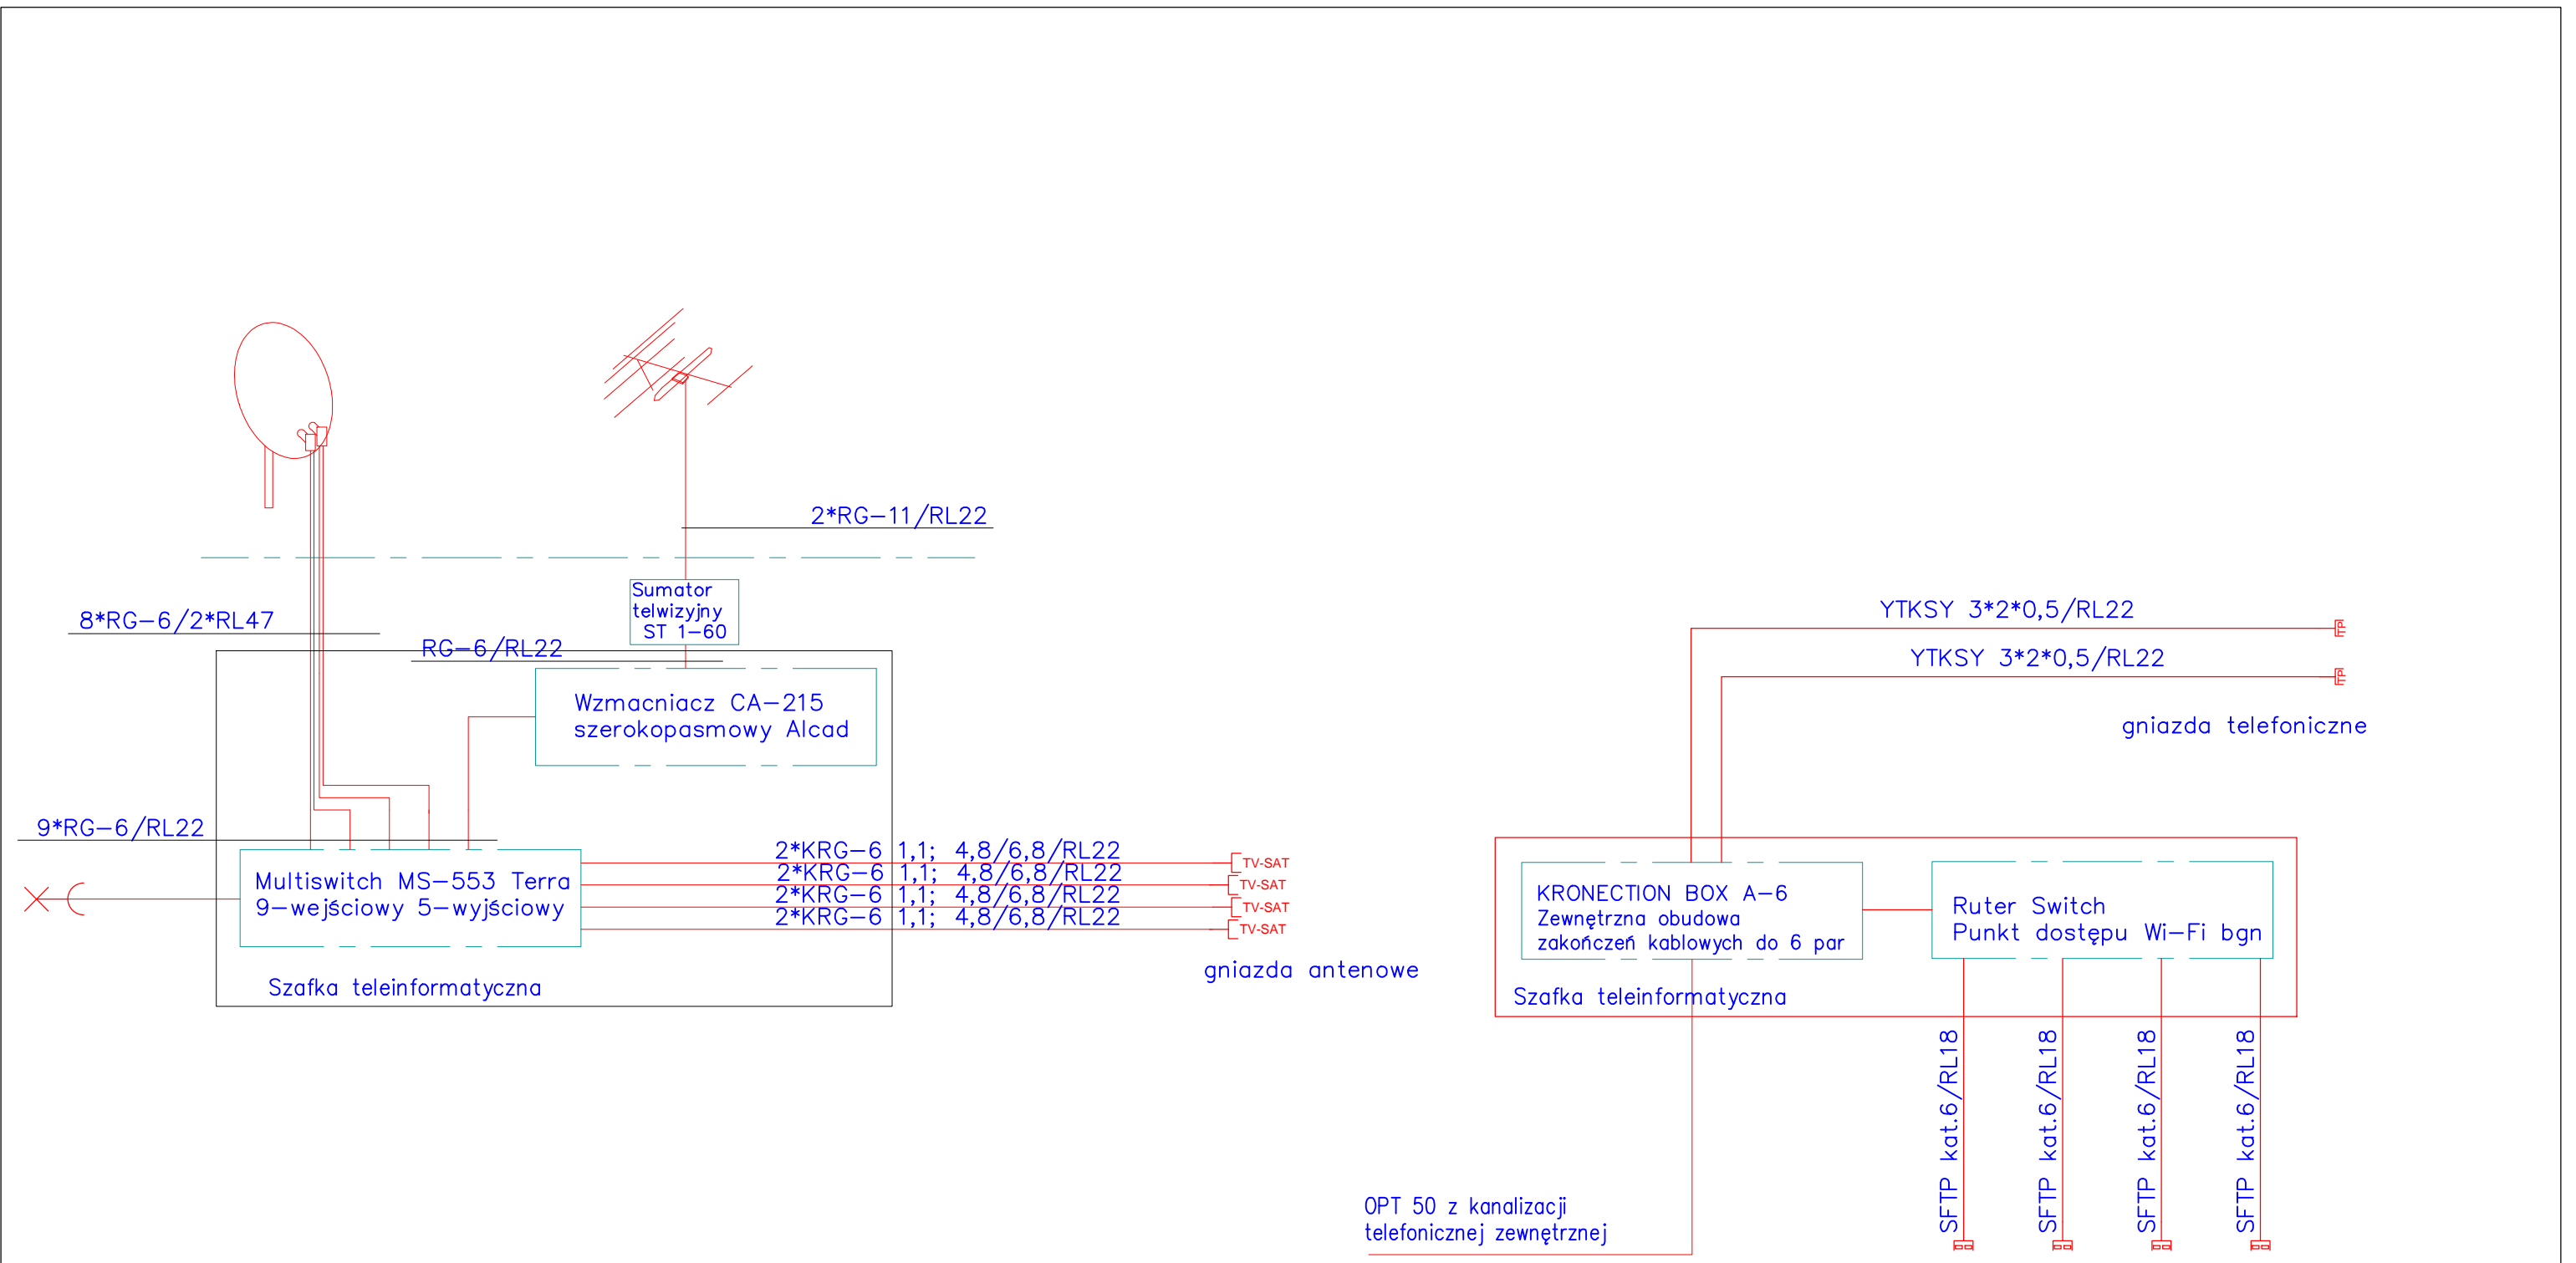 2*RG-11/RL22
Sumator
telwizyjny
ST 1-60
8*RG-6/2*RL47
RG-6/RL22
Wzmacniacz CA-215
szerokopasmowy Alcad
9*RG-6/RL22
Multiswitch MS-553 Terra
9-wejściowy 5-wyjściowy
Szafka teleinformatyczna
2*KRG-6 1,1; 4,8/6,8/RL22
TV-SAT
2*KRG-6 1,1; 4,8/6,8/RL22
TV-SAT
2*KRG-6 1,1; 4,8/6,8/RL22
TV-SAT
2*KRG-6 1,1; 4,8/6,8/RL22
TV-SAT
gniazda antenowe
YTKSY 3*2*0,5/RL22
TP
YTKSY 3*2*0,5/RL22
TP
gniazda telefoniczne
KRONECTION BOX A-6
Zewnętrzna obudowa
zakończeń kablowych do 6 par
Ruter Switch
Punkt dostępu Wi-Fi bgn
Szafka teleinformatyczna
SFTP kat.6/RL18
SFTP kat.6/RL18
SFTP kat.6/RL18
SFTP kat.6/RL18
OPT 50 z kanalizacji
telefonicznej zewnętrznej